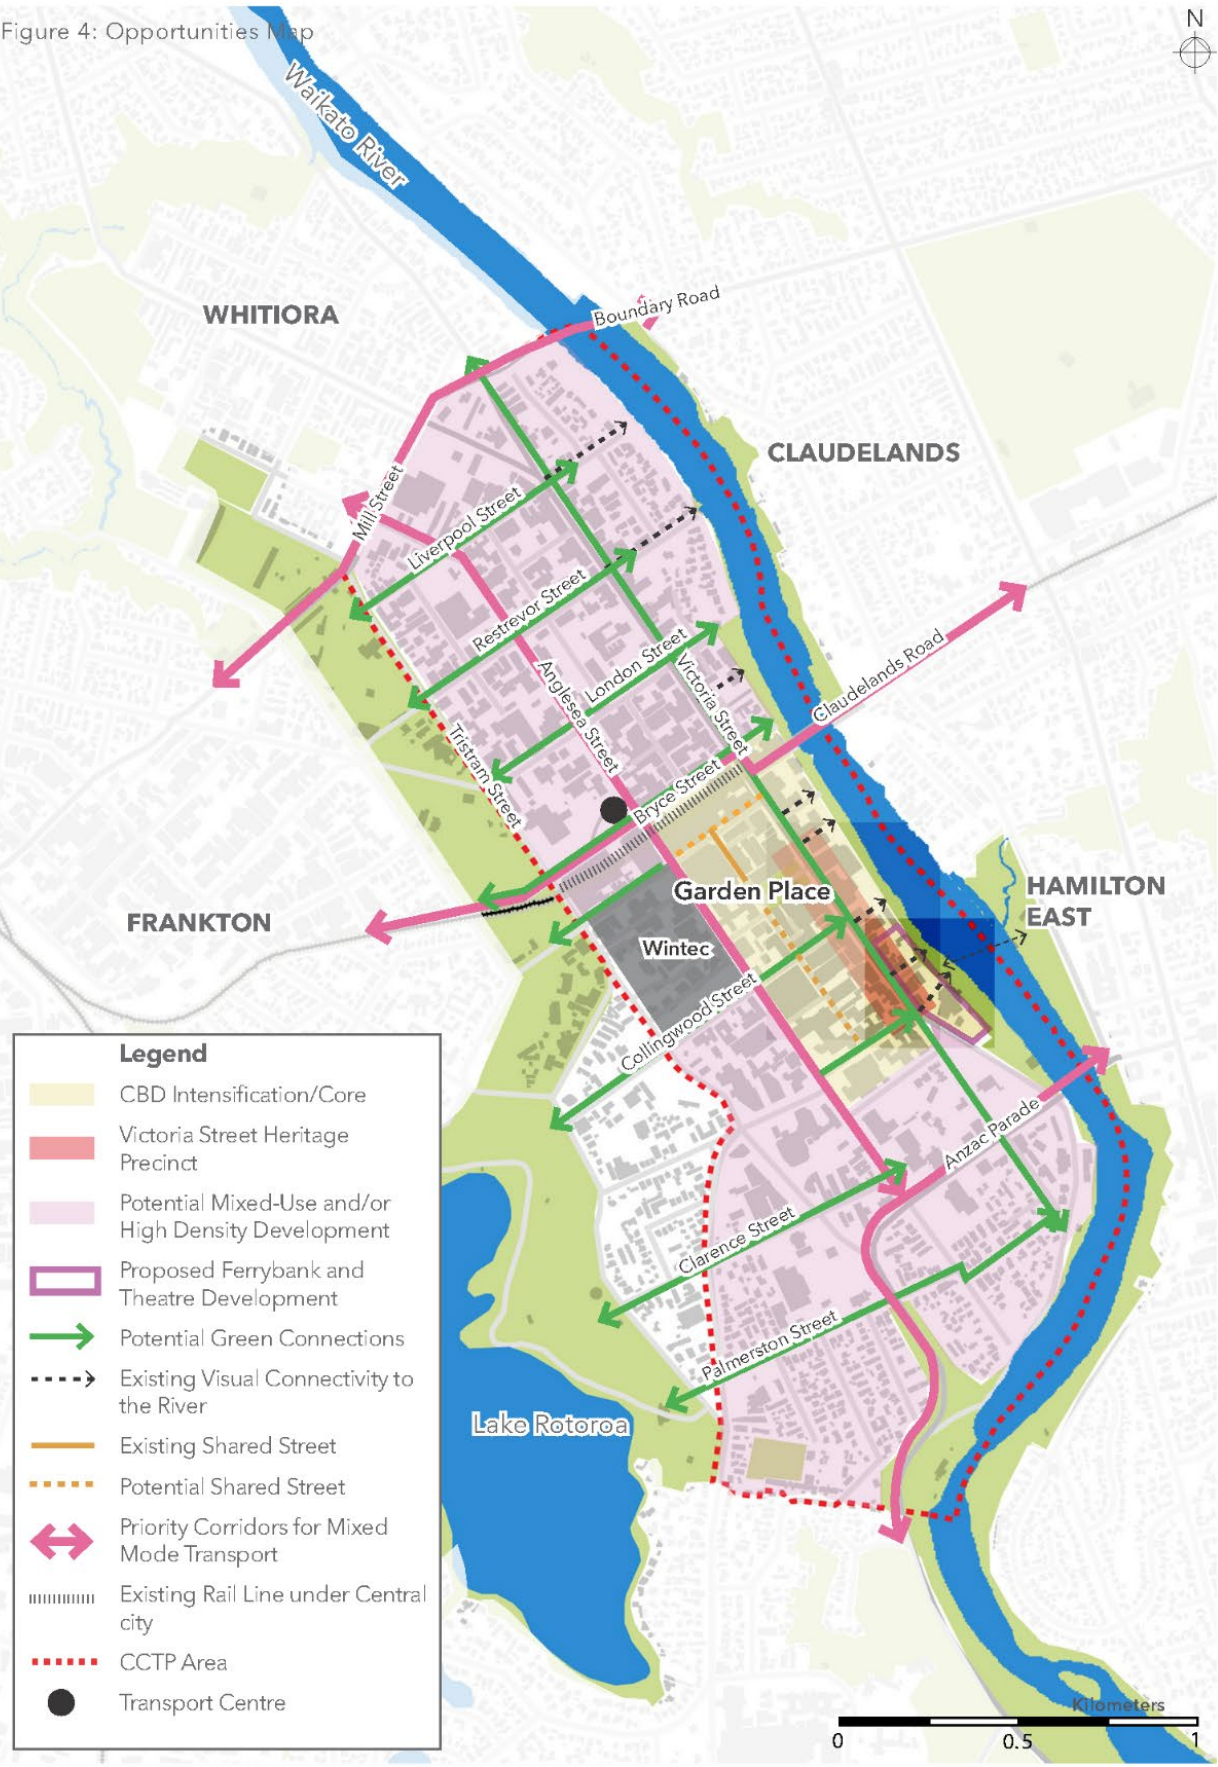 Figure 4: Opportunities Map
N
Waikato River
WHITIORA
Boundary Road
CLAUDELANDS
Mill Street
Liverpool Street
Restrevor Street
London Street
Victoria Street
Anglesea Street
Tristram Street
Claudelands Road
Bryce Street
Garden Place
HAMILTON
EAST
FRANKTON
Wintec
Collingwood Street
Anzac Parade
Clarence Street
Palmerston Street
Lake Rotoroa
Legend
CBD Intensification/Core
Victoria Street Heritage
Precinct
Potential Mixed-Use and/or
High Density Development
Proposed Ferrybank and
Theatre Development
Potential Green Connections
Existing Visual Connectivity to
the River
Existing Shared Street
Potential Shared Street
Priority Corridors for Mixed
Mode Transport
Existing Rail Line under Central
city
CCTP Area
Transport Centre
Kilometers
0 0.5 1